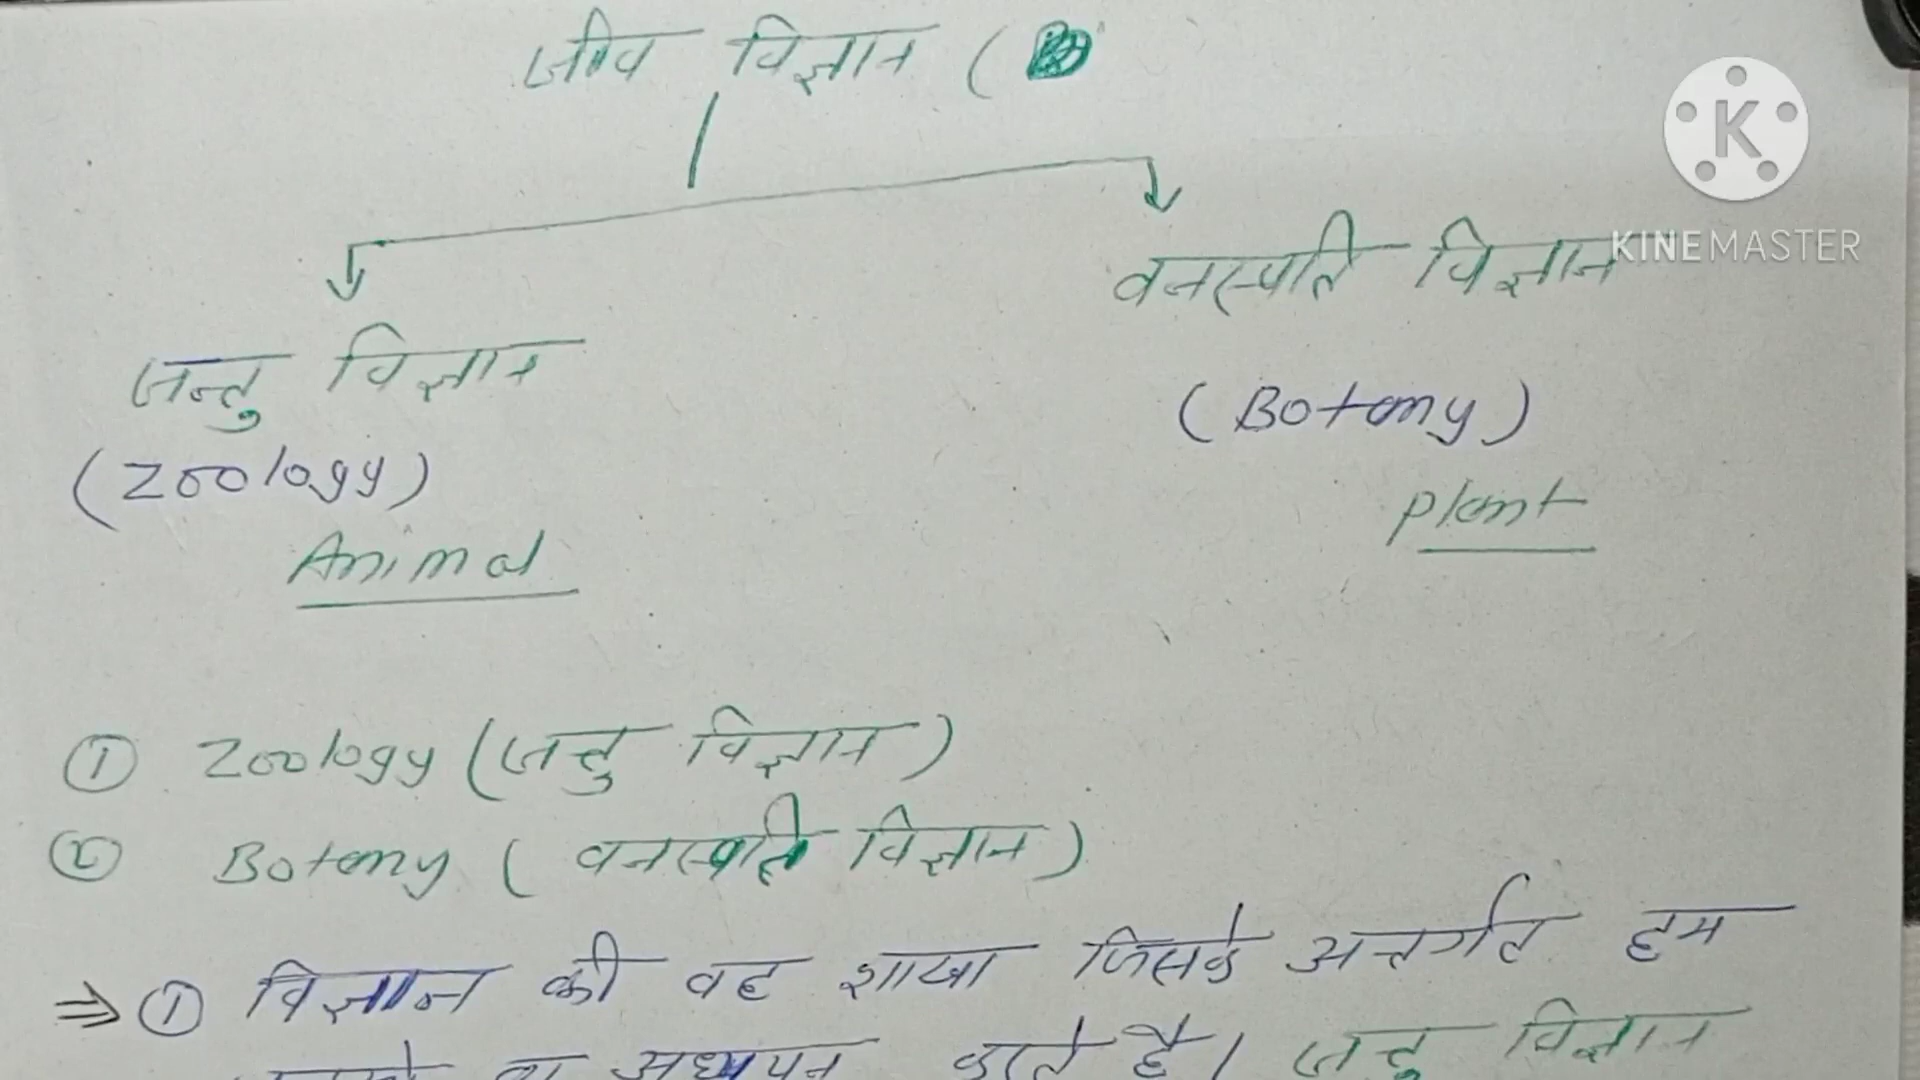 जीव विज्ञान (
K
KINEMASTER
वनस्पति विज्ञान
जन्तु विज्ञान
(Botany)
(Zoology)
Plant
Animal
① Zoology (जन्तु विज्ञान)
② Botany ( वनस्पति विज्ञान)
⇒ ① विज्ञान की वह शाखा जिसके अन्तर्गत हम
का अध्ययन करते है। जन्तु विज्ञान